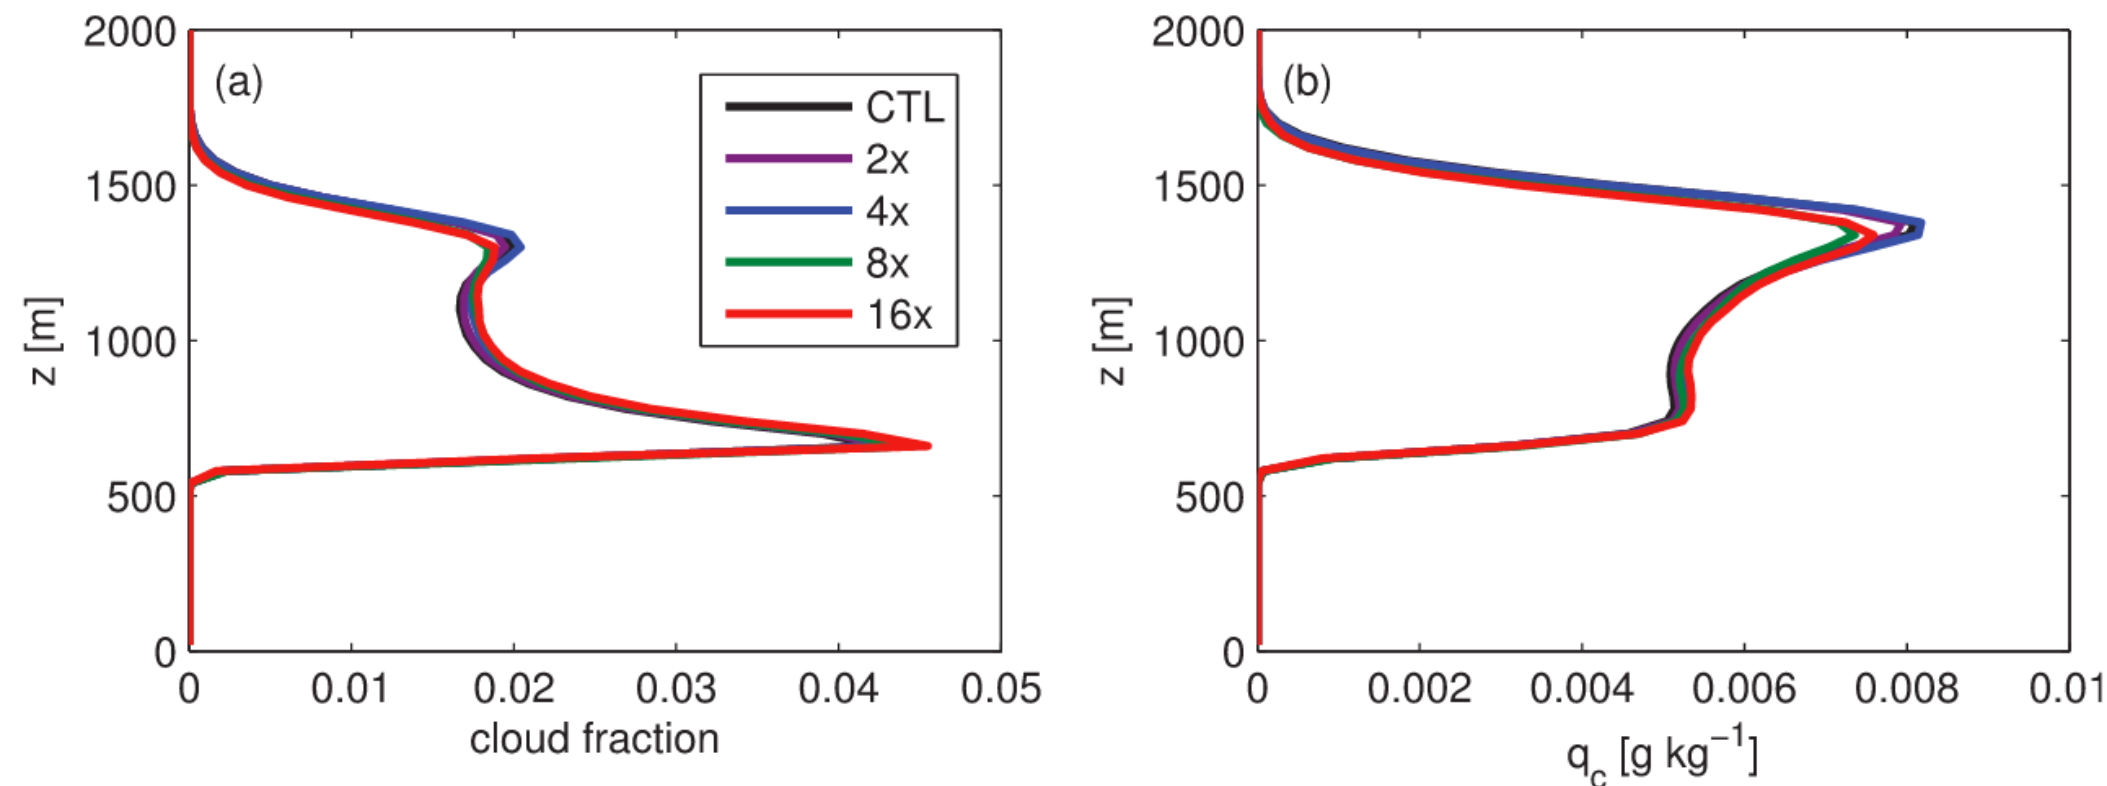 (a)
CTL
2x
4x
8x
16x
2000
1500
1000
500
0
z [m]
0 0.01 0.02 0.03 0.04 0.05
cloud fraction
(b)
2000
1500
1000
500
0
z [m]
0 0.002 0.004 0.006 0.008 0.01
q_c [g kg⁻¹]